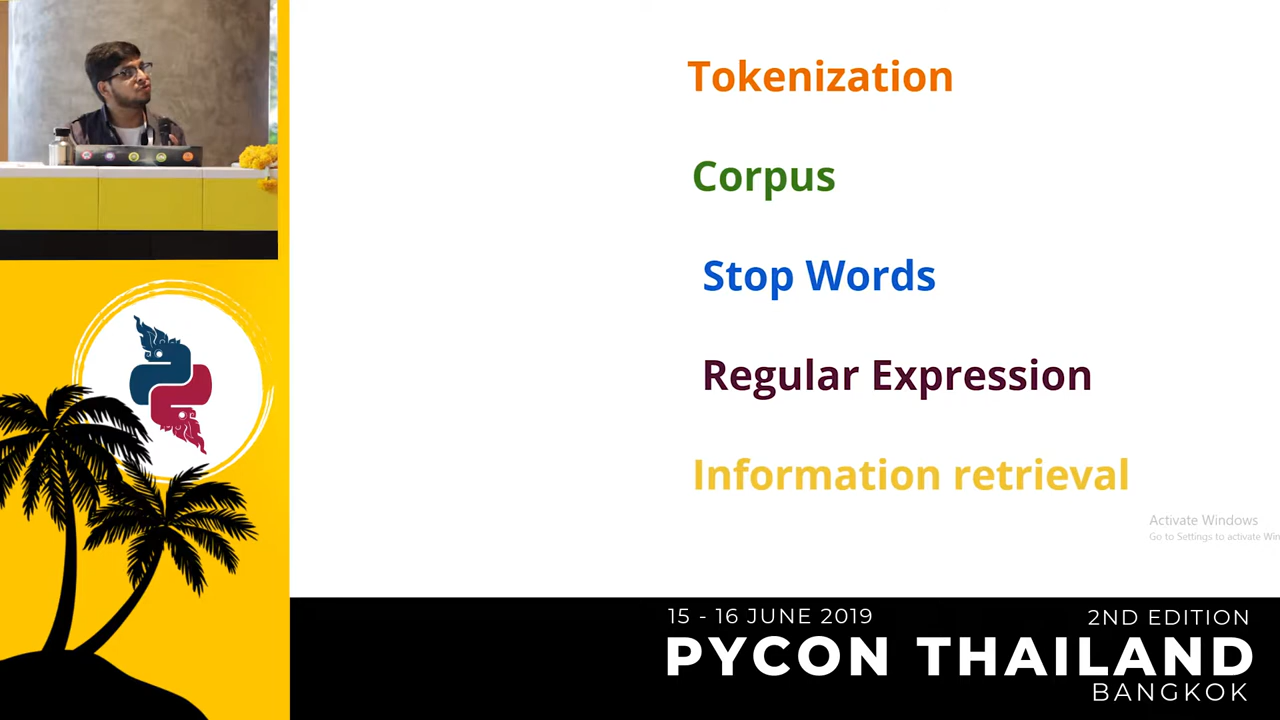 Tokenization
Corpus
Stop Words
Regular Expression
Information retrieval
Activate Windows
Go to Settings to activate Win
15 - 16 JUNE 2019
2ND EDITION
PYCON THAILAND
BANGKOK